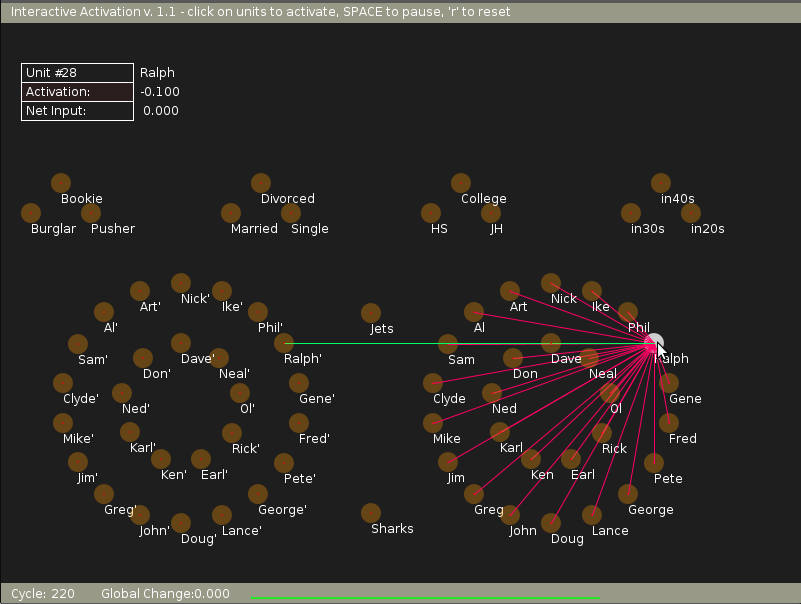 Interactive Activation v. 1.1 - click on units to activate, SPACE to pause, 'r' to reset
Unit #28 Ralph
Activation: -0.100
Net Input: 0.000
Bookie Divorced College in40s
Burglar Pusher Married Single HS JH in30s in20s
Nick' Nick
Art' Ike' Art Ike
Al' Phil' Jets Al Phil
Sam' Dave' Ralph' Sam Dave Ralph
Don' Neal' Don Neal
Clyde' Gene' Clyde Gene
Ned' Ol' Ned Ol
Mike' Fred' Mike Fred
Karl' Rick' Karl Rick
Jim' Ken' Earl' Pete' Jim Ken Earl Pete
Greg' George' Greg George
John' Lance' Sharks John Lance
Doug' Doug
Cycle: 220 Global Change:0.000